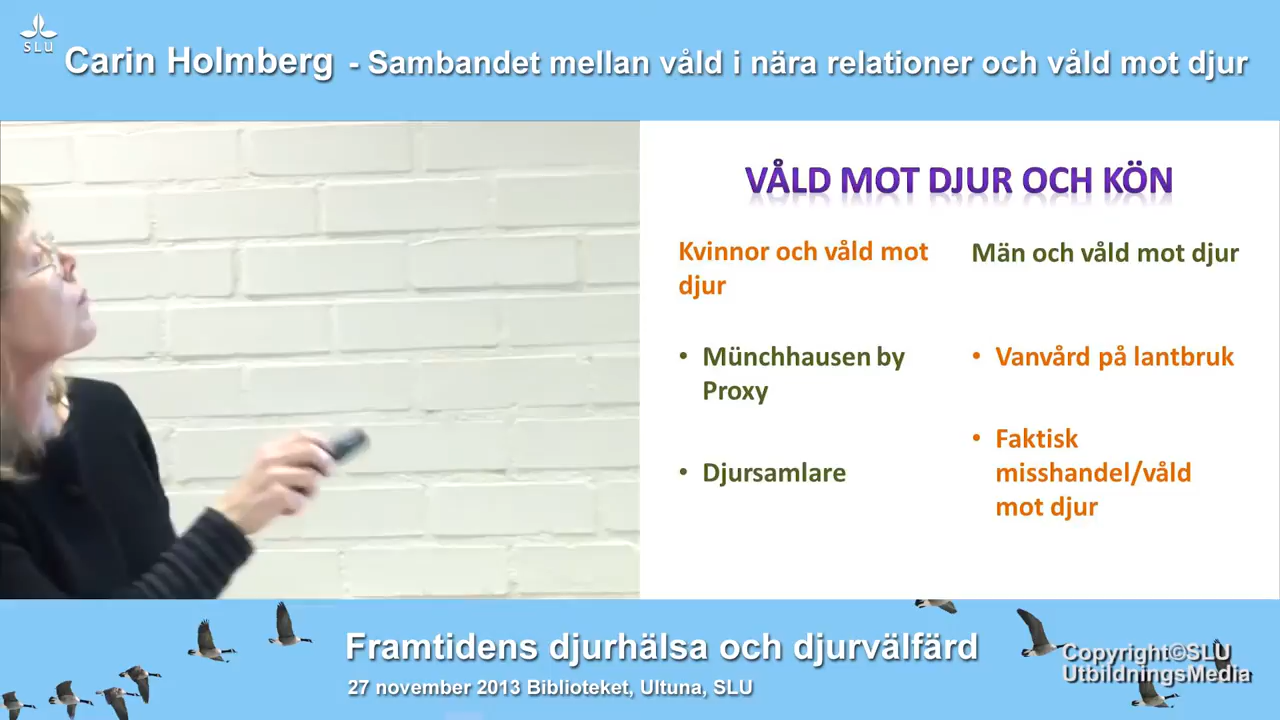 SLU
Carin Holmberg - Sambandet mellan våld i nära relationer och våld mot djur
VÅLD MOT DJUR OCH KÖN
Kvinnor och våld mot
djur
• Münchhausen by
Proxy
• Djursamlare
Män och våld mot djur
• Vanvård på lantbruk
• Faktisk
misshandel/våld
mot djur
Framtidens djurhälsa och djurvälfärd
27 november 2013 Biblioteket, Ultuna, SLU
Copyright©SLU
UtbildningsMedia